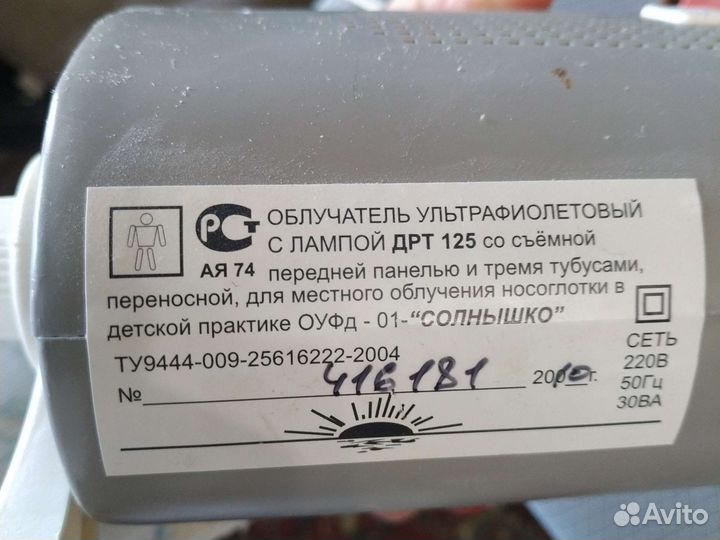 РСТ ОБЛУЧАТЕЛЬ УЛЬТРАФИОЛЕТОВЫЙ
С ЛАМПОЙ ДРТ 125 со съёмной
АЯ 74 передней панелью и тремя тубусами,
переносной, для местного облучения носоглотки в
детской практике ОУФд - 01-“СОЛНЫШКО”
ТУ9444-009-25616222-2004
№ 416181 2010г.
СЕТЬ
220В
50Гц
30ВА
Avito